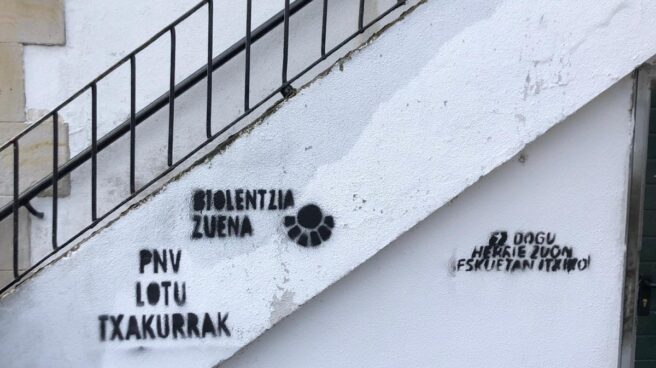 BIOLENTZIA
ZUENA
PNV
LOTU
TXAKURRAK
EZ DOGU
HERRIE ZUON
ESKUETAN ITXIKO!